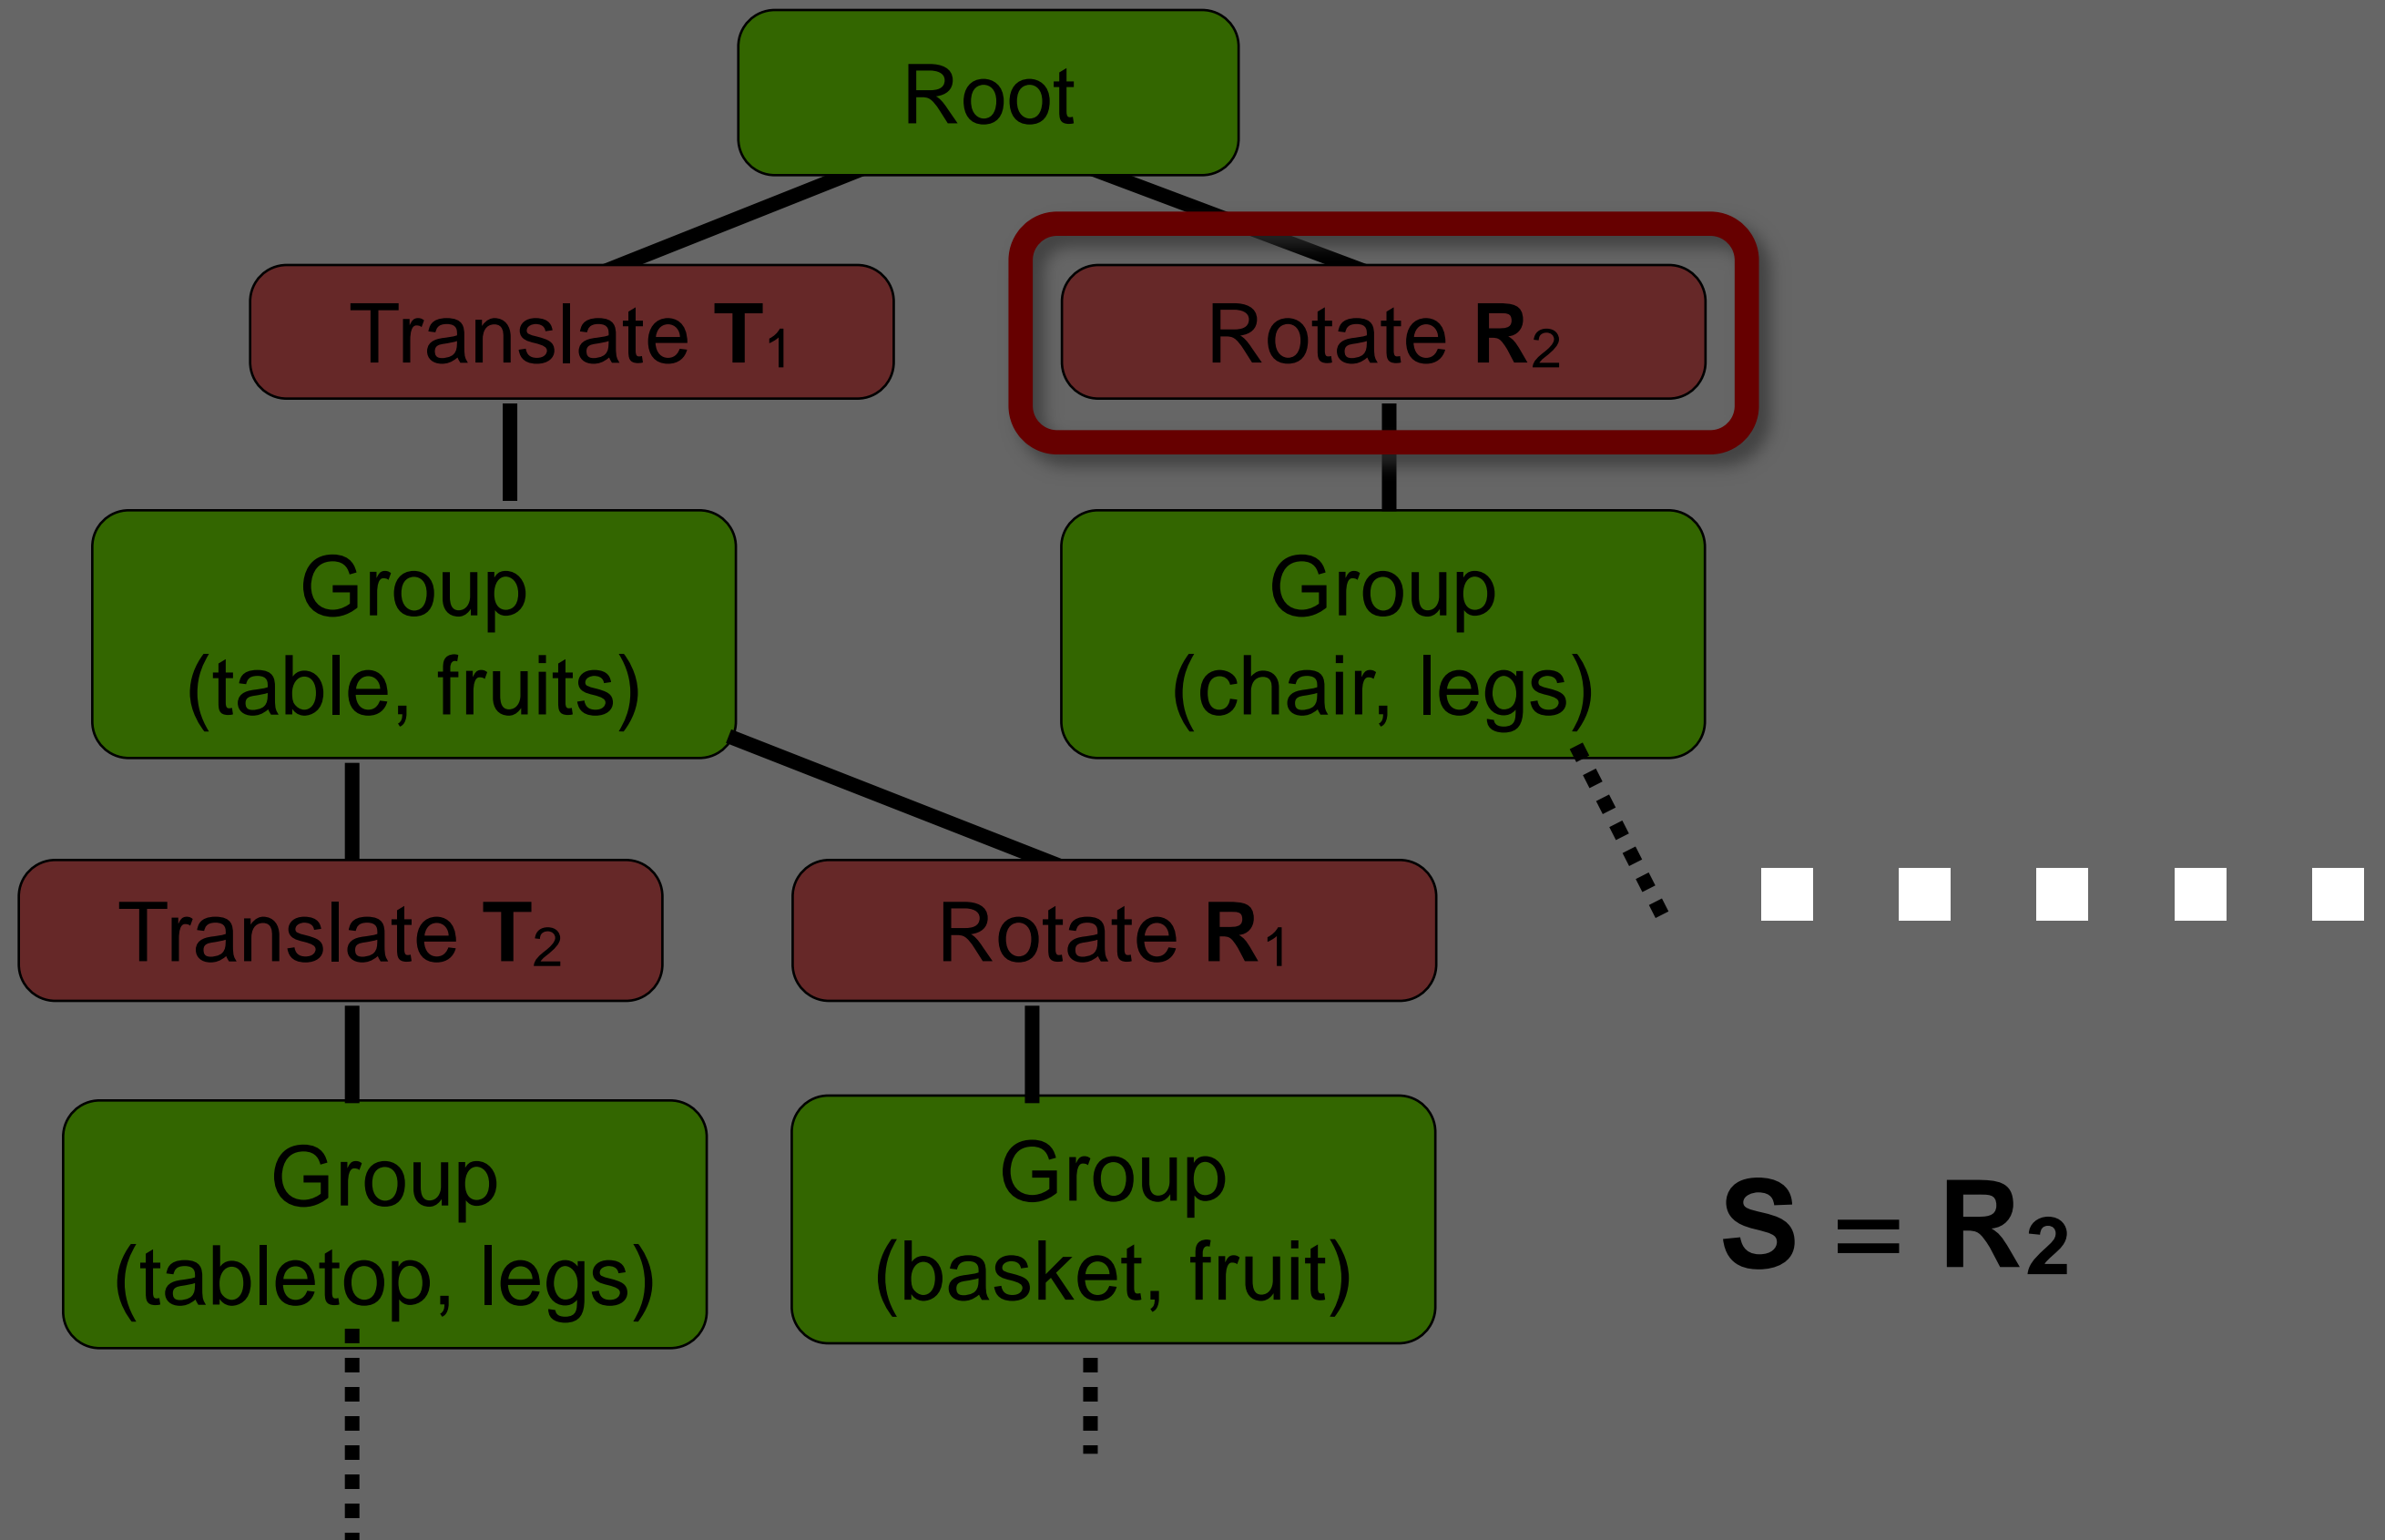 Root
Translate T1
Rotate R2
Group
(table, fruits)
Group
(chair, legs)
Translate T2
Rotate R1
Group
(tabletop, legs)
Group
(basket, fruit)
S = R2